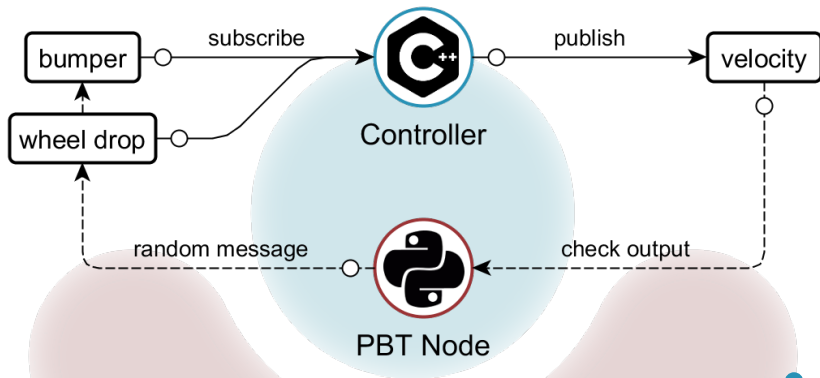 subscribe
publish
bumper
C++
velocity
wheel drop
Controller
random message
check output
PBT Node